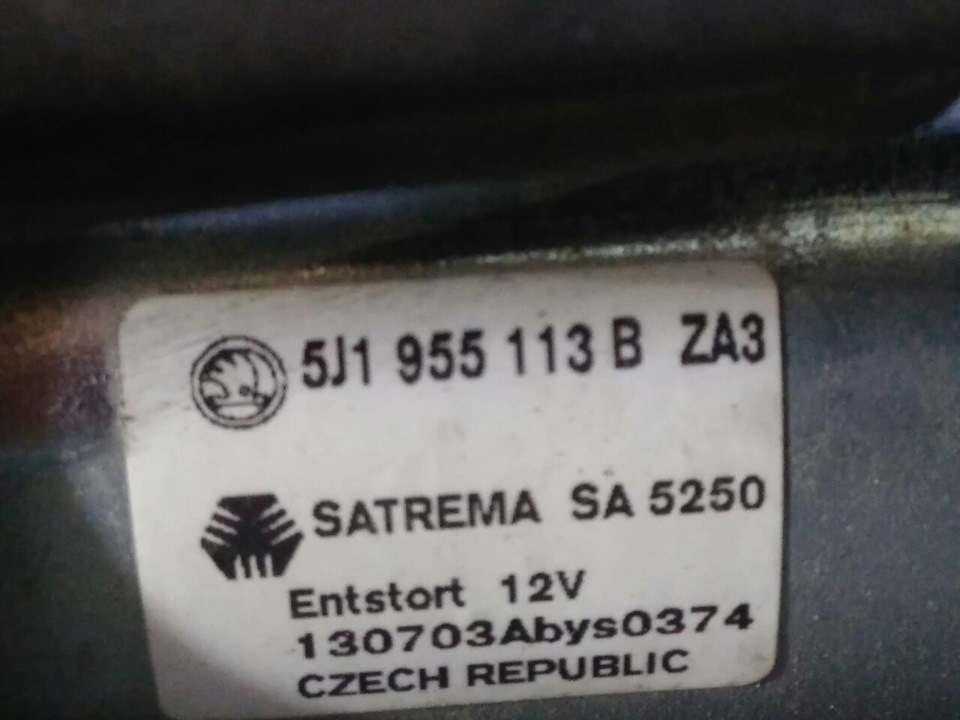 5J1 955 113 B ZA3
SATREMA SA 5250
Entstort 12V
130703Abys0374
CZECH REPUBLIC